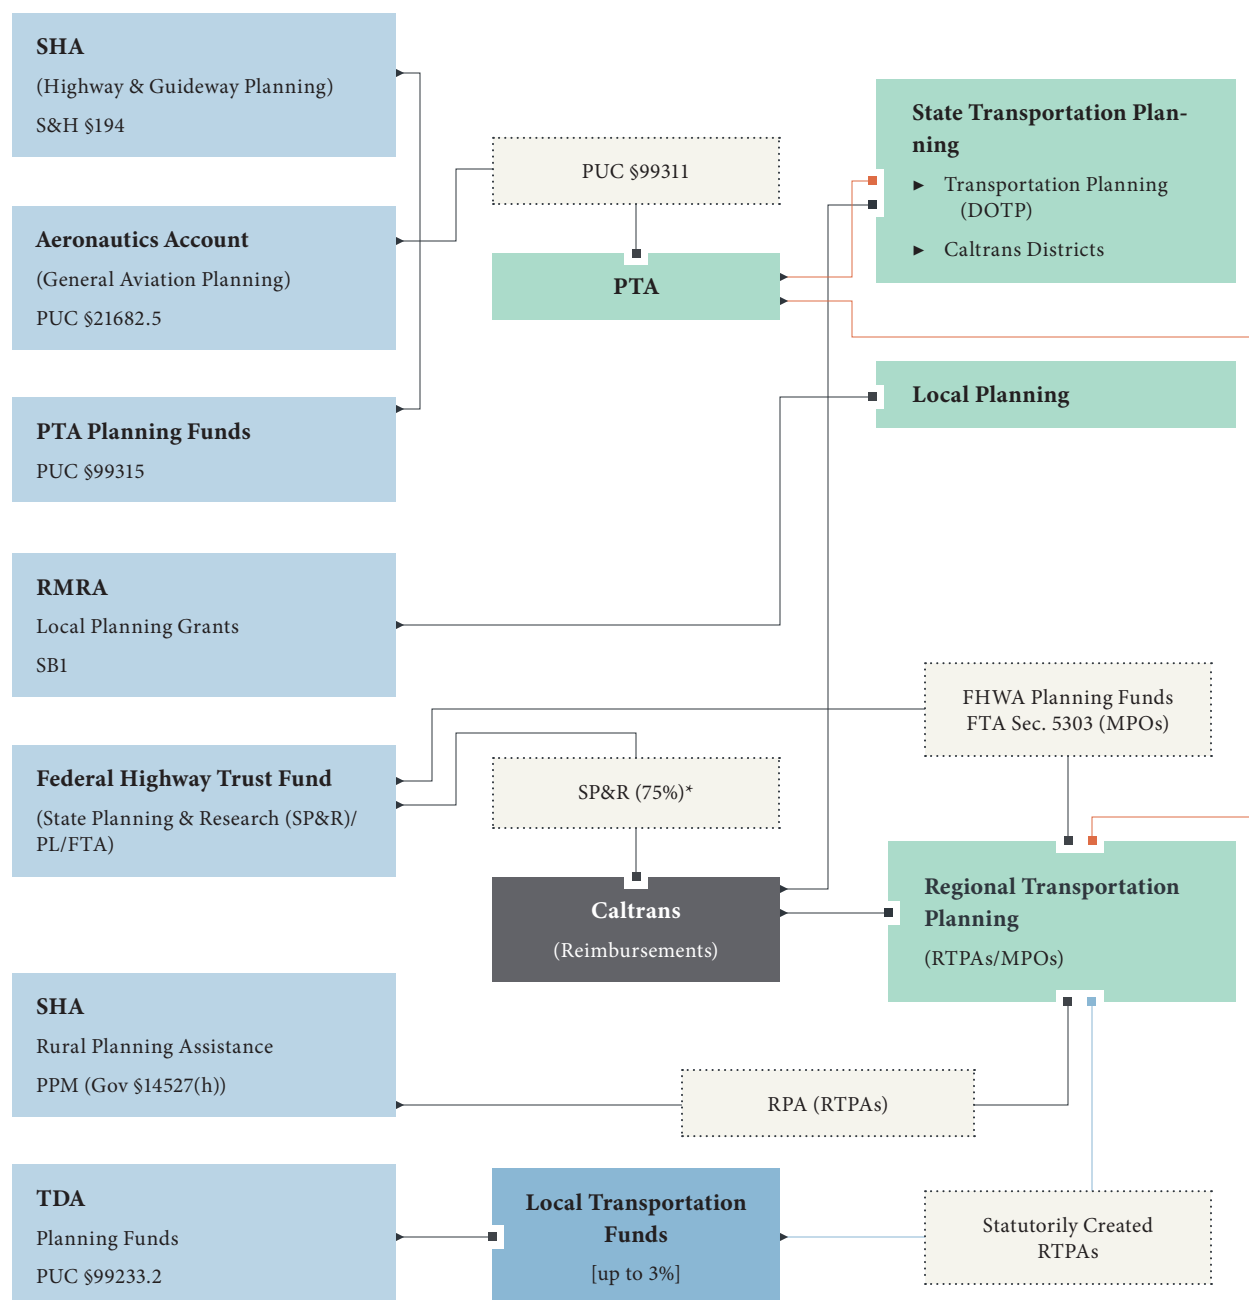 SHA
(Highway & Guideway Planning)
S&H §194
Aeronautics Account
(General Aviation Planning)
PUC §21682.5
PTA Planning Funds
PUC §99315
RMRA
Local Planning Grants
SB1
Federal Highway Trust Fund
(State Planning & Research (SP&R)/
PL/FTA)
SHA
Rural Planning Assistance
PPM (Gov §14527(h))
TDA
Planning Funds
PUC §99233.2
PUC §99311
PTA
SP&R (75%)*
Caltrans
(Reimbursements)
RPA (RTPAs)
Local Transportation
Funds
[up to 3%]
State Transportation Plan-
ning
► Transportation Planning
(DOTP)
► Caltrans Districts
Local Planning
FHWA Planning Funds
FTA Sec. 5303 (MPOs)
Regional Transportation
Planning
(RTPAs/MPOs)
Statutorily Created
RTPAs